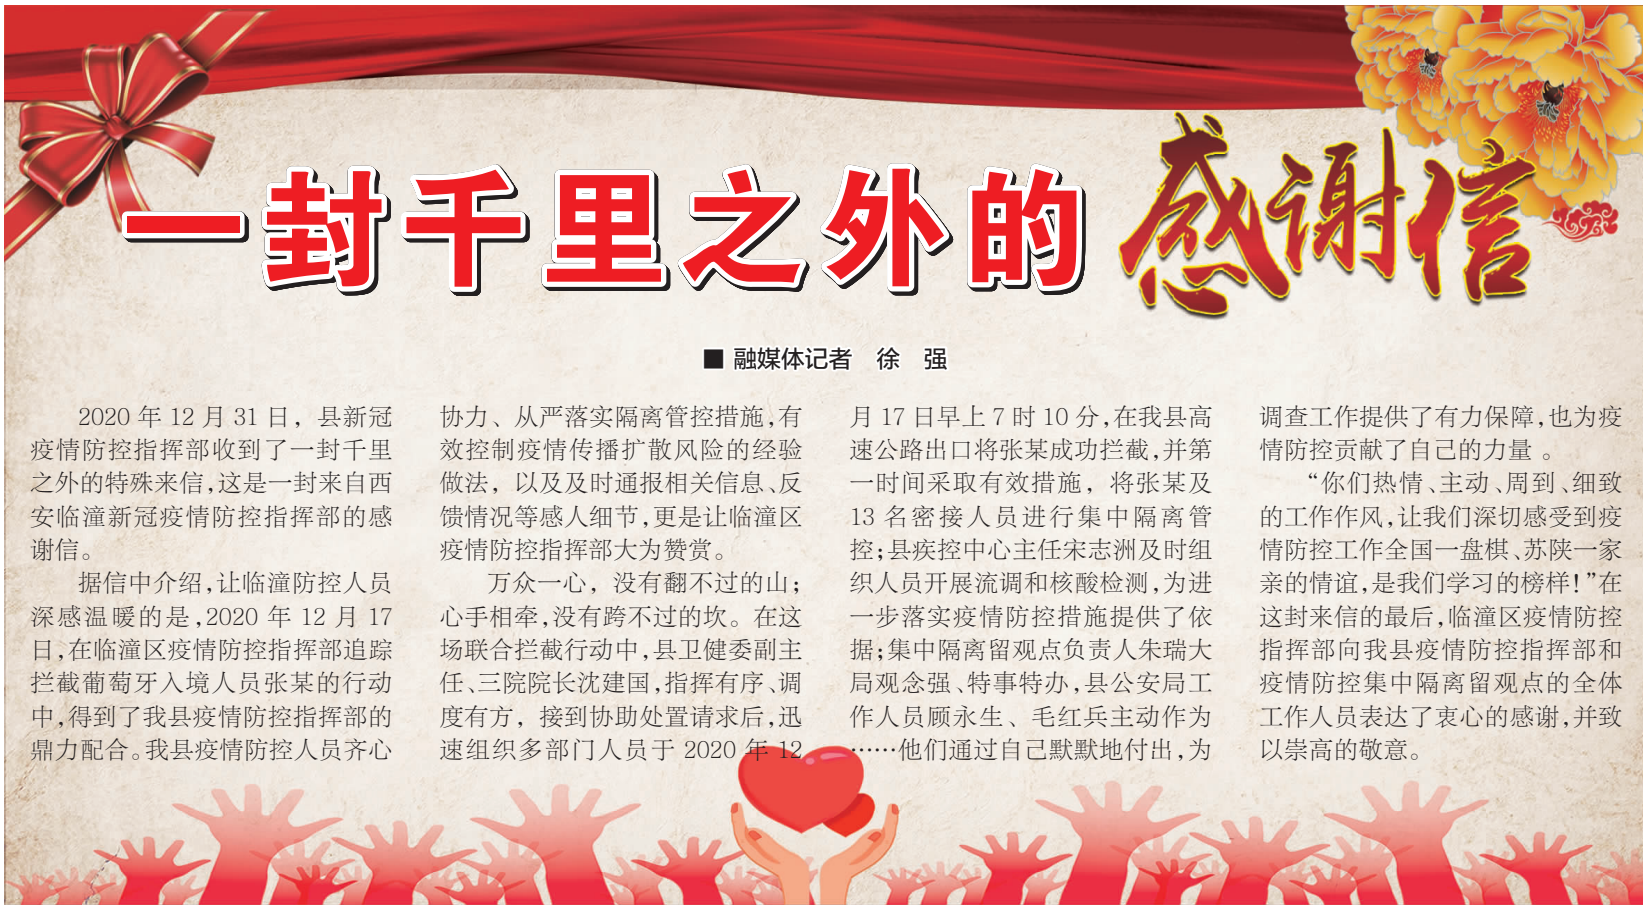 一封千里之外的感谢信
■ 融媒体记者 徐 强
2020 年 12 月 31 日，县新冠
疫情防控指挥部收到了一封千里
之外的特殊来信，这是一封来自西
安临潼新冠疫情防控指挥部的感
谢信。
据信中介绍，让临潼防控人员
深感温暖的是，2020 年 12 月 17
日，在临潼区疫情防控指挥部追踪
拦截葡萄牙入境人员张某的行动
中，得到了我县疫情防控指挥部的
鼎力配合。我县疫情防控人员齐心
协力、从严落实隔离管控措施，有
效控制疫情传播扩散风险的经验
做法，以及及时通报相关信息、反
馈情况等感人细节，更是让临潼区
疫情防控指挥部大为赞赏。
万众一心，没有翻不过的山；
心手相牵，没有跨不过的坎。在这
场联合拦截行动中，县卫健委副主
任、三院院长沈建国，指挥有序、调
度有方，接到协助处置请求后，迅
速组织多部门人员于 2020 年 12
月 17 日早上 7 时 10 分，在我县高
速公路出口将张某成功拦截，并第
一时间采取有效措施，将张某及
13 名密接人员进行集中隔离管
控；县疾控中心主任宋志洲及时组
织人员开展流调和核酸检测，为进
一步落实疫情防控措施提供了依
据；集中隔离留观点负责人朱瑞大
局观念强、特事特办，县公安局工
作人员顾永生、毛红兵主动作为
……他们通过自己默默地付出，为
调查工作提供了有力保障，也为疫
情防控贡献了自己的力量 。
“你们热情、主动、周到、细致
的工作作风，让我们深切感受到疫
情防控工作全国一盘棋、苏陕一家
亲的情谊，是我们学习的榜样！”在
这封来信的最后，临潼区疫情防控
指挥部向我县疫情防控指挥部和
疫情防控集中隔离留观点的全体
工作人员表达了衷心的感谢，并致
以崇高的敬意。